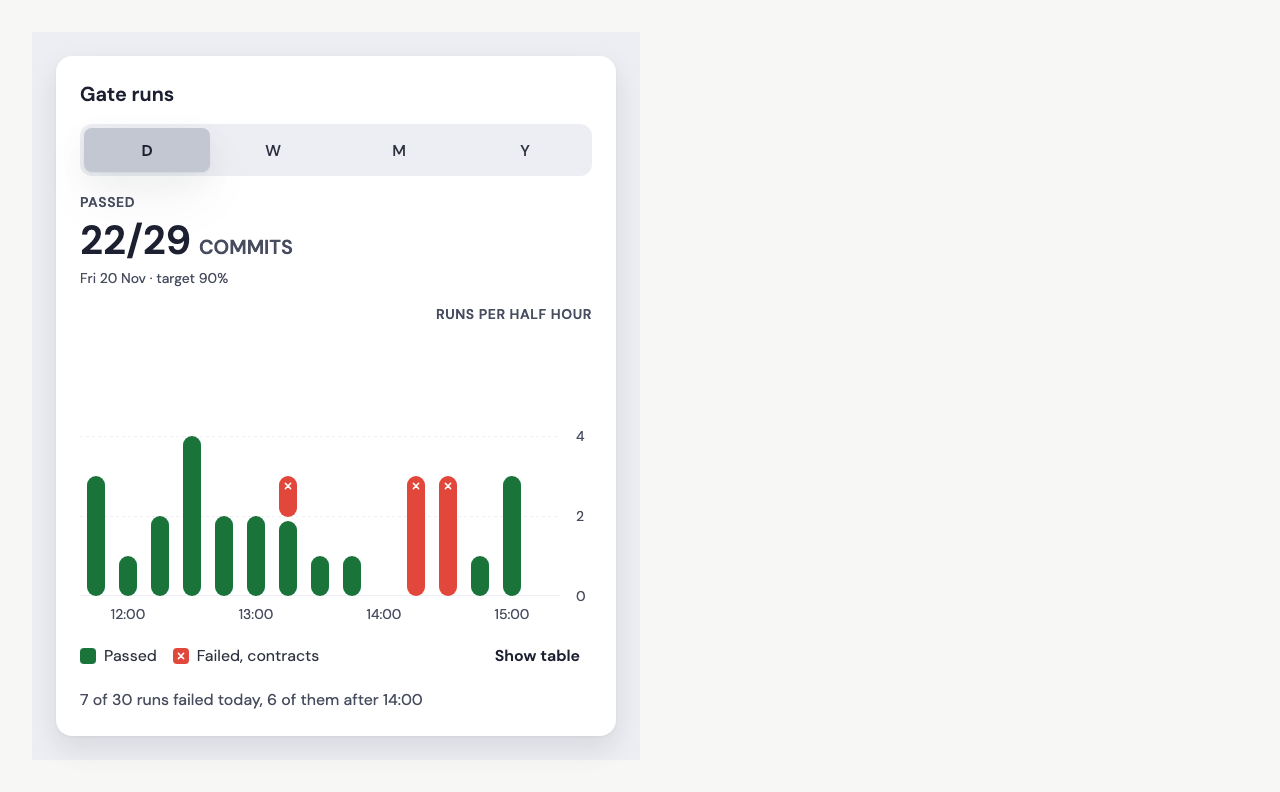 Gate runs
D W M Y
PASSED
22/29 COMMITS
Fri 20 Nov · target 90%
RUNS PER HALF HOUR
4
2
0
12:00 13:00 14:00 15:00
Passed Failed, contracts Show table
7 of 30 runs failed today, 6 of them after 14:00